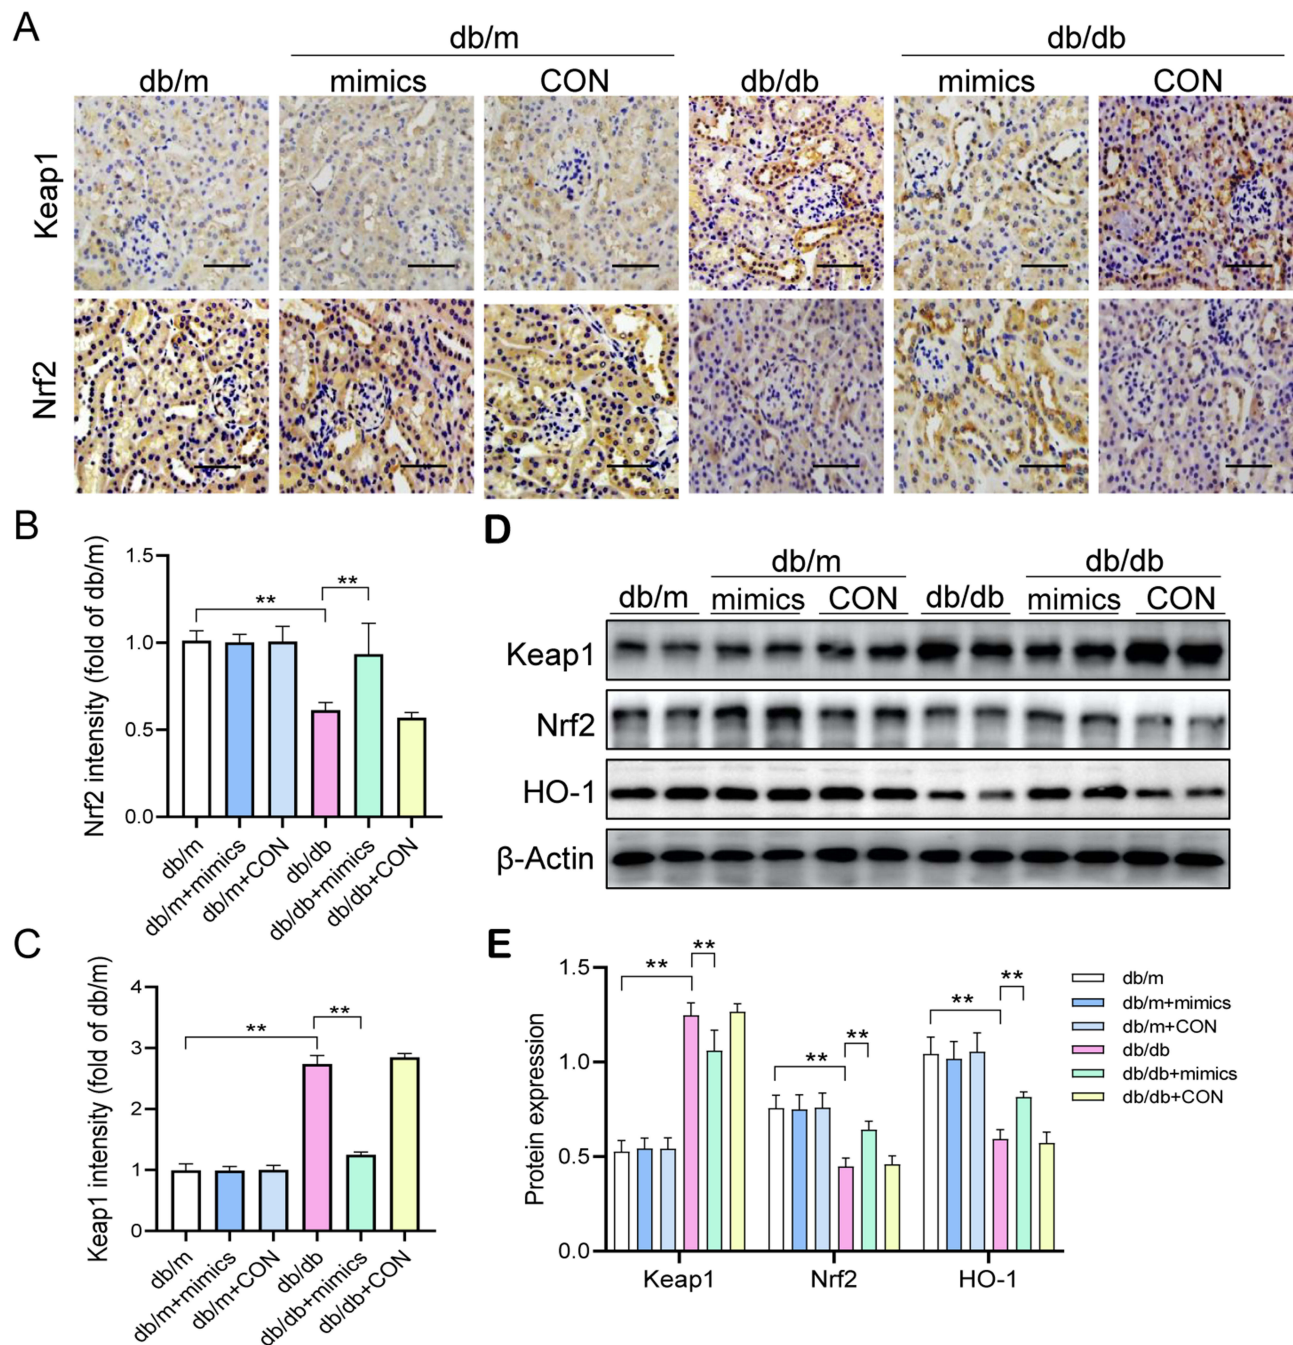 A
db/m
db/db
db/m
mimics
CON
db/db
mimics
CON
Keap1
Nrf2
B
Nrf2 intensity (fold of db/m)
1.5
1.0
0.5
0.0
**
**
db/m
db/m+mimics
db/m+CON
db/db
db/db+mimics
db/db+CON
C
Keap1 intensity (fold of db/m)
4
3
2
1
0
**
**
db/m
db/m+mimics
db/m+CON
db/db
db/db+mimics
db/db+CON
D
db/m
db/db
db/m
mimics
CON
db/db
mimics
CON
Keap1
Nrf2
HO-1
β-Actin
E
Protein expression
1.5
1.0
0.5
0.0
**
**
**
**
**
**
Keap1
Nrf2
HO-1
db/m
db/m+mimics
db/m+CON
db/db
db/db+mimics
db/db+CON